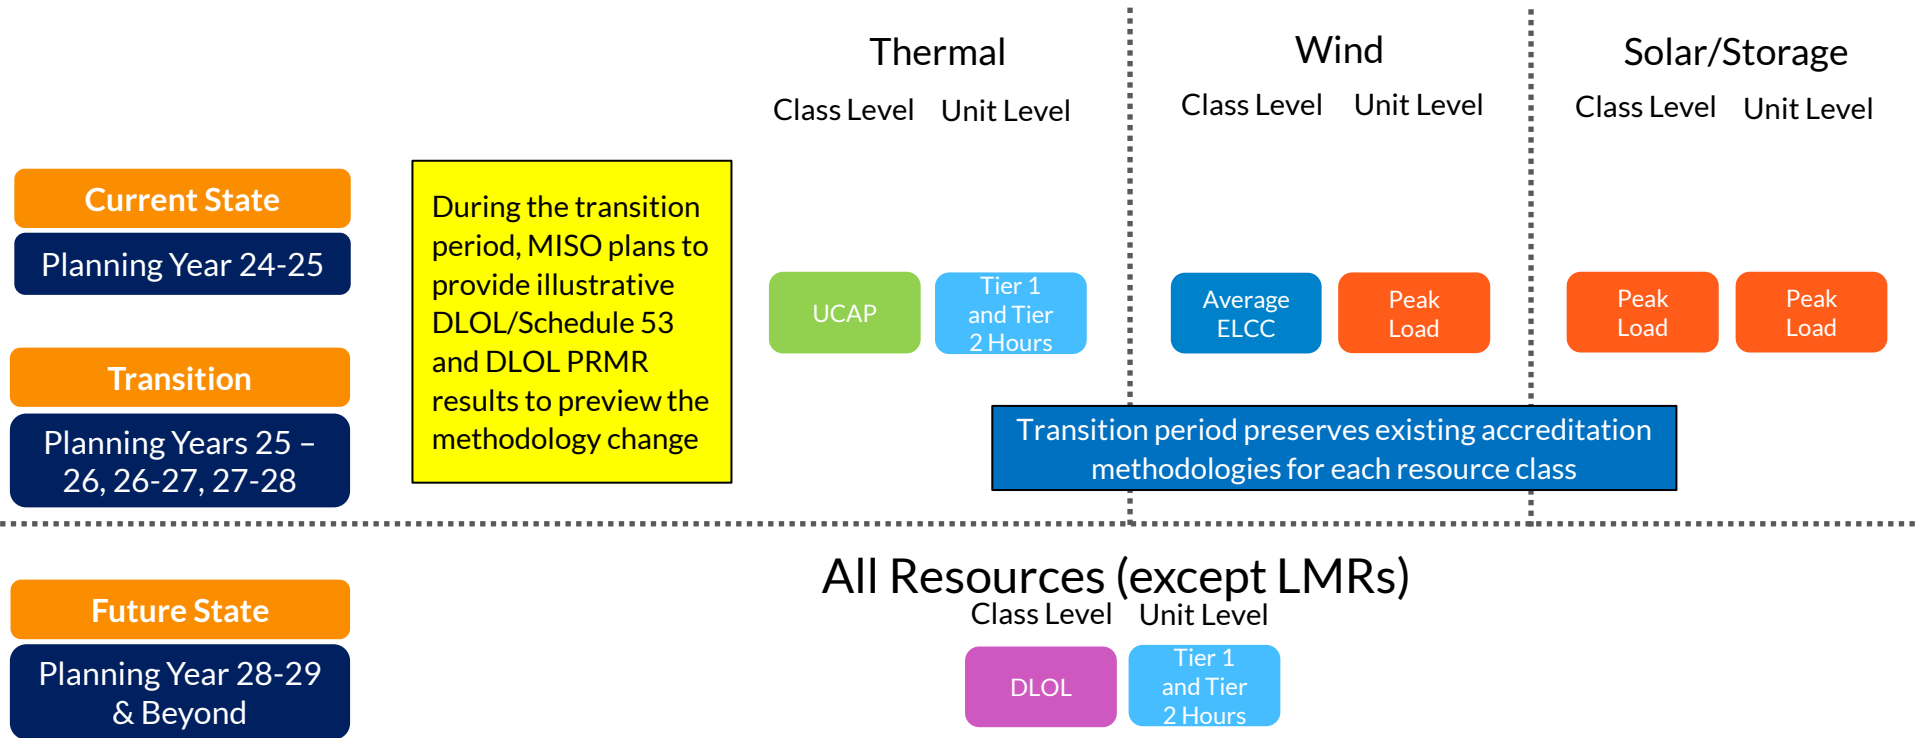 Thermal
Wind
Solar/Storage
Class Level
Unit Level
Class Level
Unit Level
Class Level
Unit Level
Current State
Planning Year 24-25
Transition
Planning Years 25 –
26, 26-27, 27-28
During the transition
period, MISO plans to
provide illustrative
DLOL/Schedule 53
and DLOL PRMR
results to preview the
methodology change
UCAP
Tier 1
and Tier
2 Hours
Average
ELCC
Peak
Load
Peak
Load
Peak
Load
Transition period preserves existing accreditation
methodologies for each resource class
Future State
Planning Year 28-29
& Beyond
All Resources (except LMRs)
Class Level
Unit Level
DLOL
Tier 1
and Tier
2 Hours